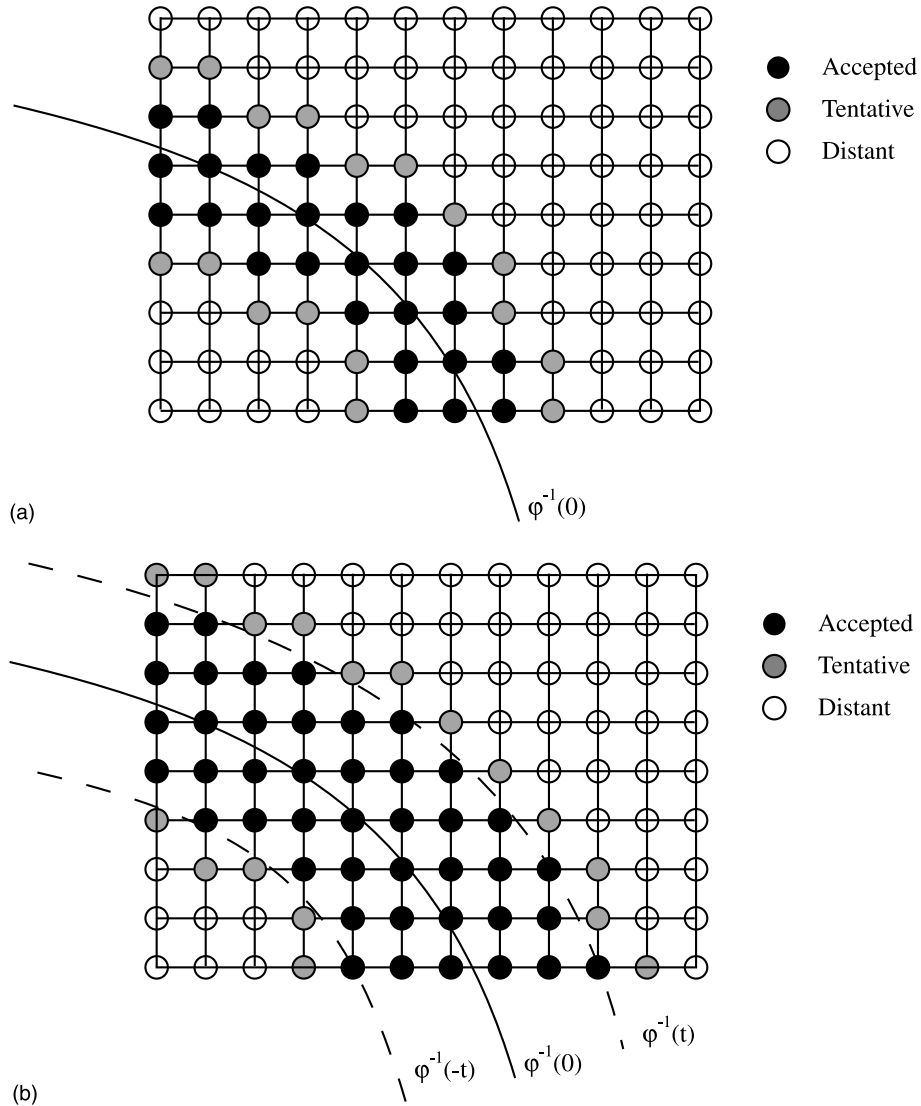 Accepted
Tentative
Distant
φ⁻¹(0)
(a)
Accepted
Tentative
Distant
φ⁻¹(t)
φ⁻¹(0)
φ⁻¹(-t)
(b)